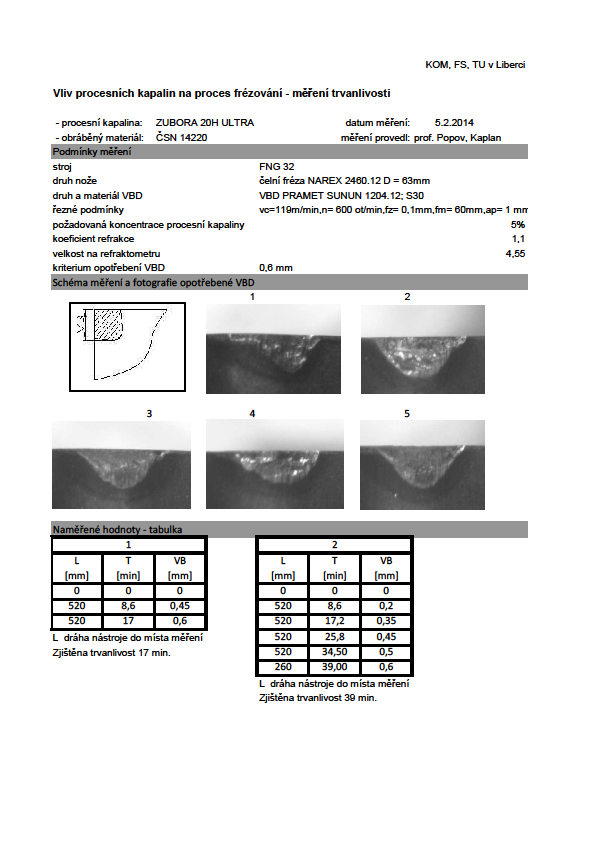 KOM, FS, TU v Liberci
Vliv procesních kapalin na proces frézování - měření trvanlivosti
- procesní kapalina: ZUBORA 20H ULTRA datum měření: 5.2.2014
- obráběný materiál: ČSN 14220 měření provedl: prof. Popov, Kaplan
Podmínky měření
stroj FNG 32
druh nože čelní fréza NAREX 2460.12 D = 63mm
druh a materiál VBD VBD PRAMET SUNUN 1204.12; S30
řezné podmínky vc=119m/min,n= 600 ot/min,fz= 0,1mm,fm= 60mm,ap= 1 mm
požadovaná koncentrace procesní kapaliny 5%
koeficient refrakce 1,1
velkost na refraktometru 4,55
kriterium opotřebení VBD 0,6 mm
Schéma měření a fotografie opotřebené VBD
1 2
3 4 5
Naměřené hodnoty - tabulka
1 2
L T VB L T VB
[mm] [min] [mm] [mm] [min] [mm]
0 0 0 0 0 0
520 8,6 0,45 520 8,6 0,2
520 17 0,6 520 17,2 0,35
L dráha nástroje do místa měření 520 25,8 0,45
Zjištěna trvanlivost 17 min. 520 34,50 0,5
260 39,00 0,6
L dráha nástroje do místa měření
Zjištěna trvanlivost 39 min.